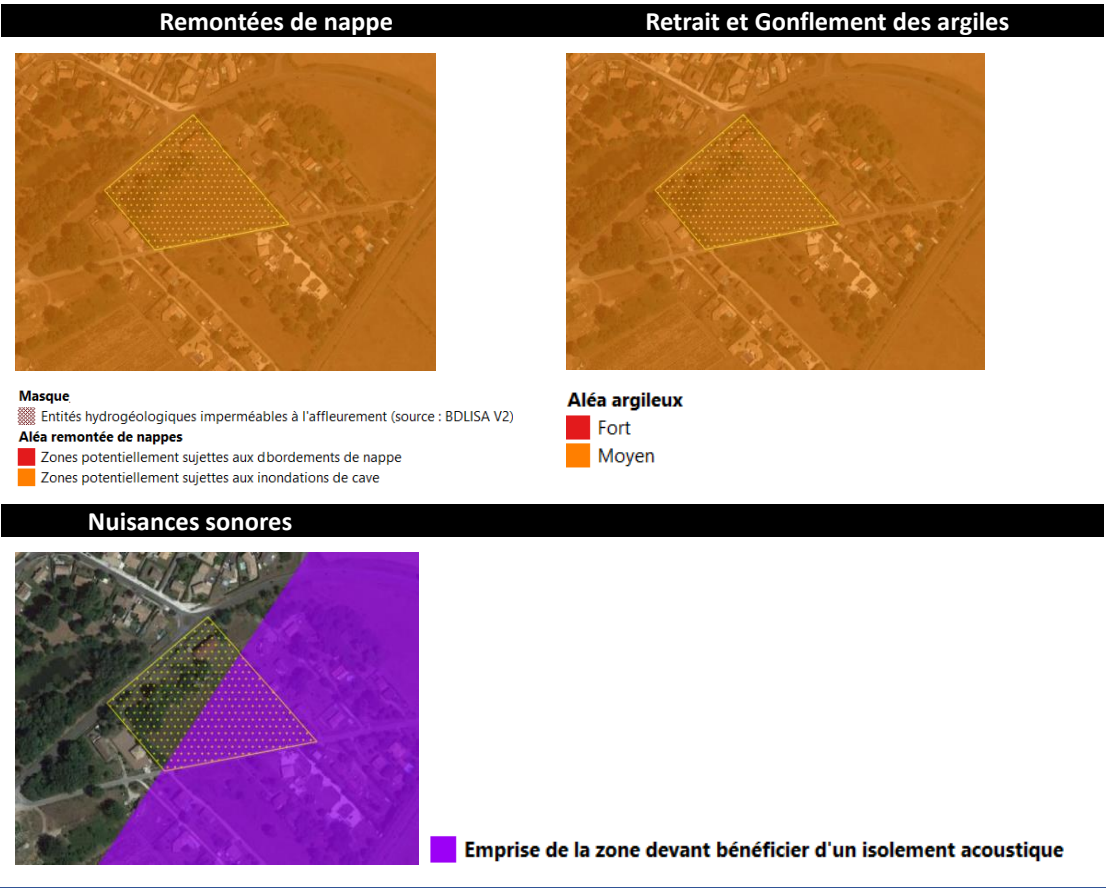 Remontées de nappe
Retrait et Gonflement des argiles
Masque
Entités hydrogéologiques imperméables à l'affleurement (source : BDLISA V2)
Aléa remontée de nappes
Zones potentiellement sujettes aux dbordements de nappe
Zones potentiellement sujettes aux inondations de cave
Aléa argileux
Fort
Moyen
Nuisances sonores
Emprise de la zone devant bénéficier d'un isolement acoustique